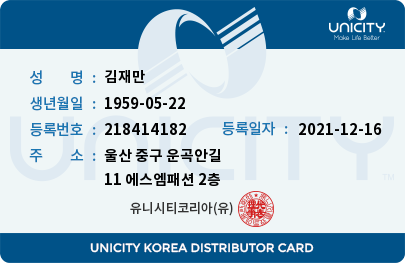 UNICITY
Make Life Better
성 명 : 김재만
생년월일 : 1959-05-22
등록번호 : 218414182 등록일자 : 2021-12-16
주 소 : 울산 중구 운곡안길
11 에스엠패션 2층
유니시티코리아(유)
UNICITY
UNICITY KOREA DISTRIBUTOR CARD